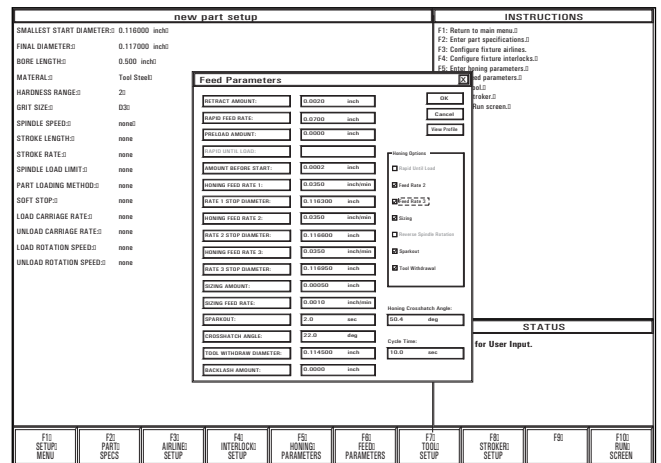 new part setup
SMALLEST START DIAMETER: 0.116000 inch
FINAL DIAMETER: 0.117000 inch
BORE LENGTH: 0.500 inch
MATERAL: Tool Steel
HARDNESS RANGE: 2
GRIT SIZE: D3
SPINDLE SPEED: none
STROKE LENGTH: none
STROKE RATE: none
SPINDLE LOAD LIMIT: none
PART LOADING METHOD: none
SOFT STOP: none
LOAD CARRIAGE RATE: none
UNLOAD CARRIAGE RATE: none
LOAD ROTATION SPEED: none
UNLOAD ROTATION SPEED: none
INSTRUCTIONS
F1: Return to main menu.
F2: Enter part specifications.
F3: Configure fixture airlines.
F4: Configure fixture interlocks.
F5: Enter honing parameters.
ed parameters.
ool.
troker.
Run screen.
Feed Parameters X
RETRACT AMOUNT: 0.0020 inch
RAPID FEED RATE: 0.0700 inch
PRELOAD AMOUNT: 0.0000 inch
RAPID UNTIL LOAD:
AMOUNT BEFORE START: 0.0002 inch
HONING FEED RATE 1: 0.0350 inch/min
RATE 1 STOP DIAMETER: 0.116300 inch
HONING FEED RATE 2: 0.0350 inch/min
RATE 2 STOP DIAMETER: 0.116600 inch
HONING FEED RATE 3: 0.0350 inch/min
RATE 3 STOP DIAMETER: 0.116950 inch
SIZING AMOUNT: 0.00050 inch
SIZING FEED RATE: 0.0010 inch/min
SPARKOUT: 2.0 sec
CROSSHATCH ANGLE: 22.0 deg
TOOL WITHDRAW DIAMETER: 0.114500 inch
BACKLASH AMOUNT: 0.0000 inch
OK
Cancel
View Profile
Honing Options
Rapid Until Load
Feed Rate 2
Feed Rate 3
Sizing
Reverse Spindle Rotation
Sparkout
Tool Withdrawal
Honing Crosshatch Angle:
50.4 deg
Cycle Time:
10.0 sec
STATUS
for User Input.
F1 SETUP MENU
F2 PART SPECS
F3 AIRLINE SETUP
F4 INTERLOCK SETUP
F5 HONING PARAMETERS
F6 FEED PARAMETERS
F7 TOOL SETUP
F8 STROKER SETUP
F9
F10 RUN SCREEN